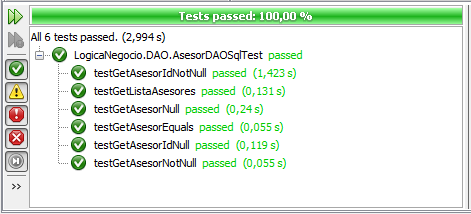 Tests passed: 100,00 %
All 6 tests passed. (2,994 s)
LogicaNegocio.DAO.AsesorDAOSqlTest passed
testGetAsesorIdNotNull passed (1,423 s)
testGetListaAsesores passed (0,131 s)
testGetAsesorNull passed (0,24 s)
testGetAsesorEquals passed (0,055 s)
testGetAsesorIdNull passed (0,119 s)
testGetAsesorNotNull passed (0,055 s)